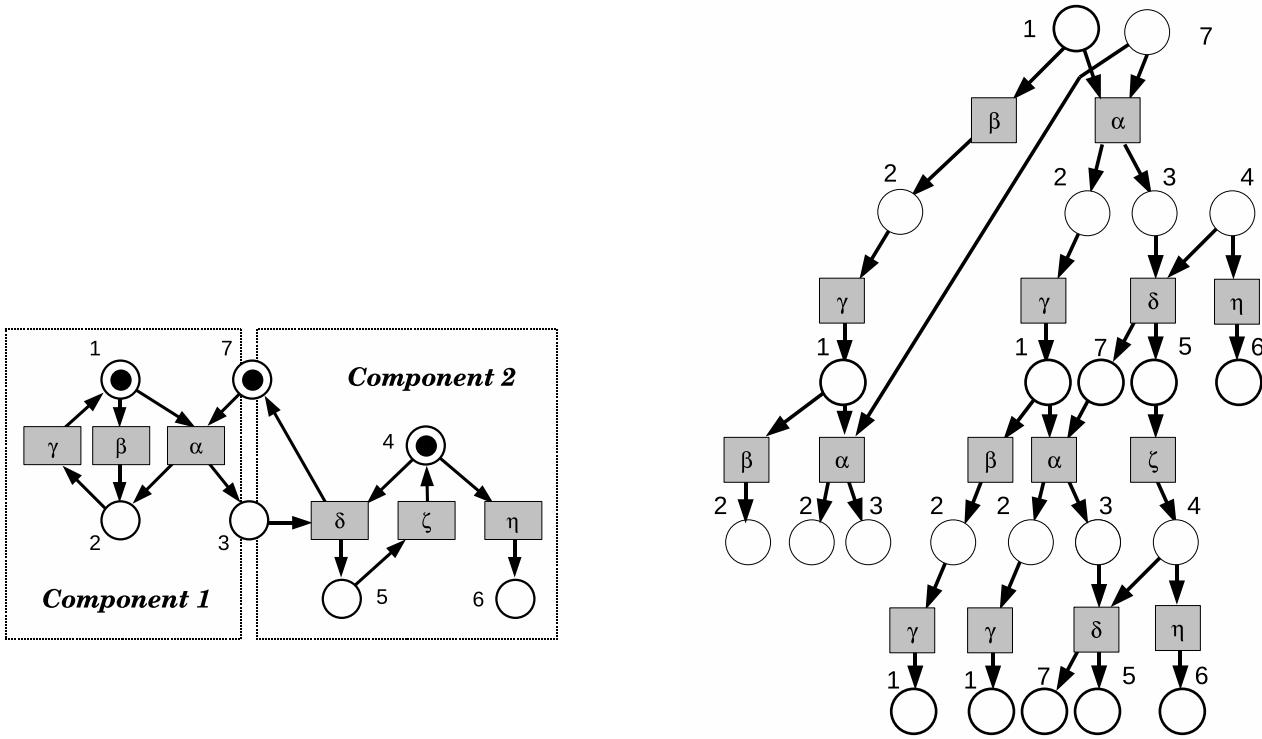 1 7
Component 2
γ β α
4
2 3
δ ζ η
5 6
Component 1
1 7
β α
2 2 3 4
γ γ δ η
1 1 7 5 6
β α β α ζ
2 2 3 2 2 3 4
γ γ δ η
1 1 7 5 6